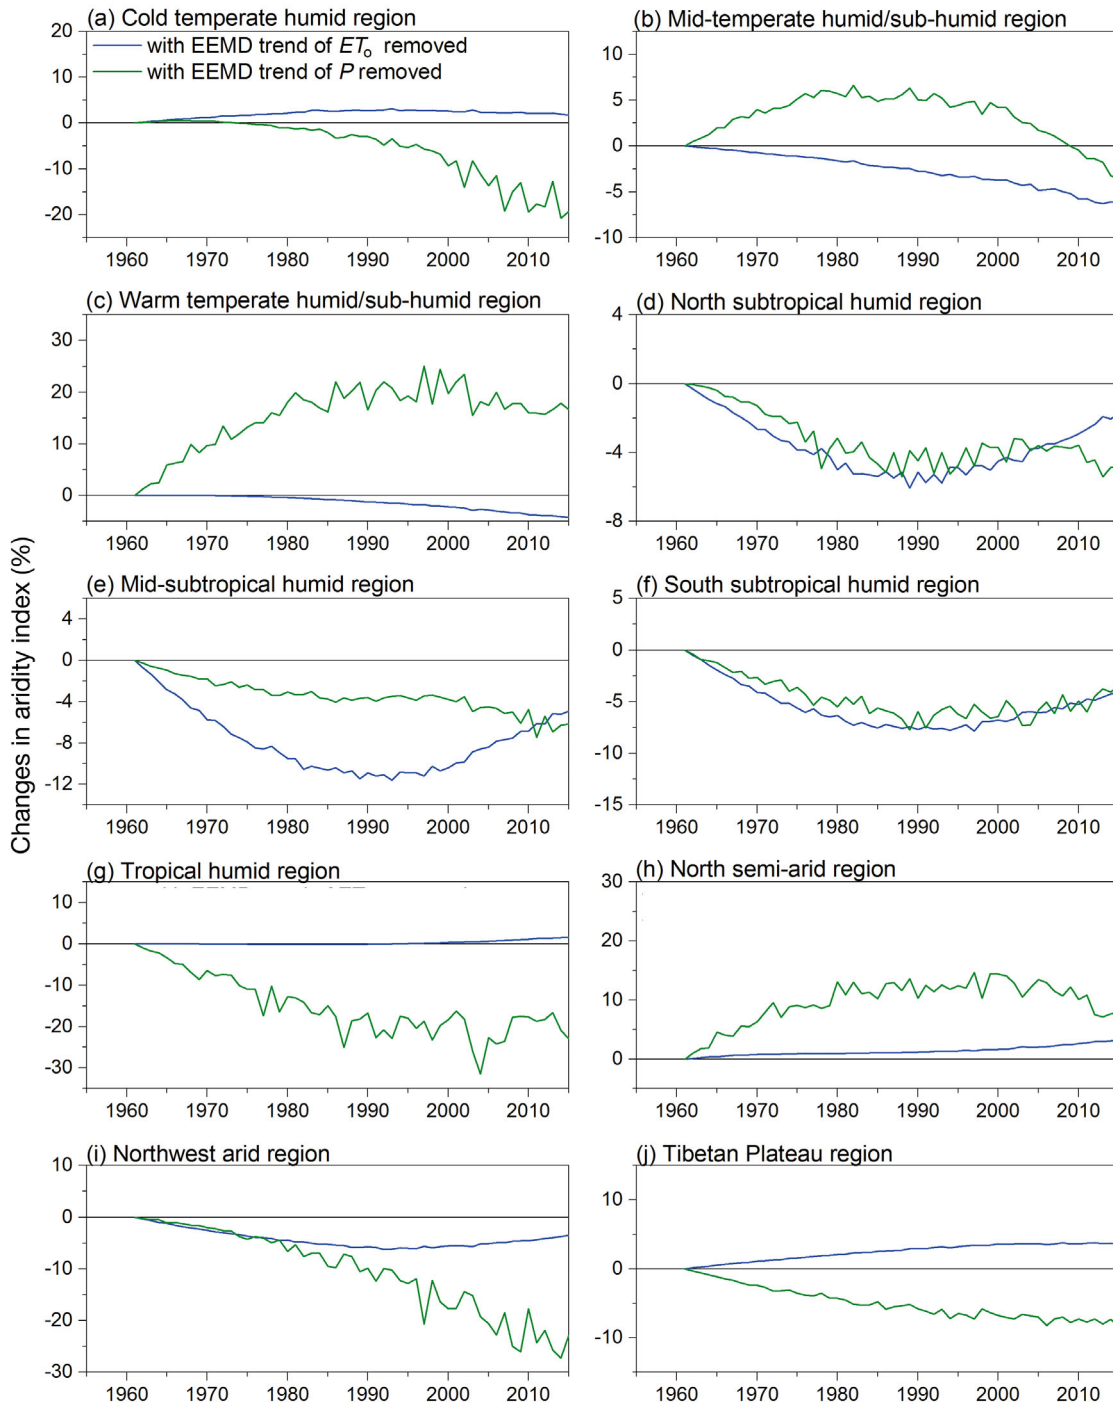 (a) Cold temperate humid region
with EEMD trend of ETo removed
with EEMD trend of P removed
20
10
0
-10
-20
1960 1970 1980 1990 2000 2010
(b) Mid-temperate humid/sub-humid region
10
5
0
-5
-10
1960 1970 1980 1990 2000 2010
(c) Warm temperate humid/sub-humid region
30
20
10
0
1960 1970 1980 1990 2000 2010
(d) North subtropical humid region
4
0
-4
-8
1960 1970 1980 1990 2000 2010
Changes in aridity index (%)
(e) Mid-subtropical humid region
4
0
-4
-8
-12
1960 1970 1980 1990 2000 2010
(f) South subtropical humid region
5
0
-5
-10
-15
1960 1970 1980 1990 2000 2010
(g) Tropical humid region
10
0
-10
-20
-30
1960 1970 1980 1990 2000 2010
(h) North semi-arid region
30
20
10
0
1960 1970 1980 1990 2000 2010
(i) Northwest arid region
10
0
-10
-20
-30
1960 1970 1980 1990 2000 2010
(j) Tibetan Plateau region
10
0
-10
1960 1970 1980 1990 2000 2010